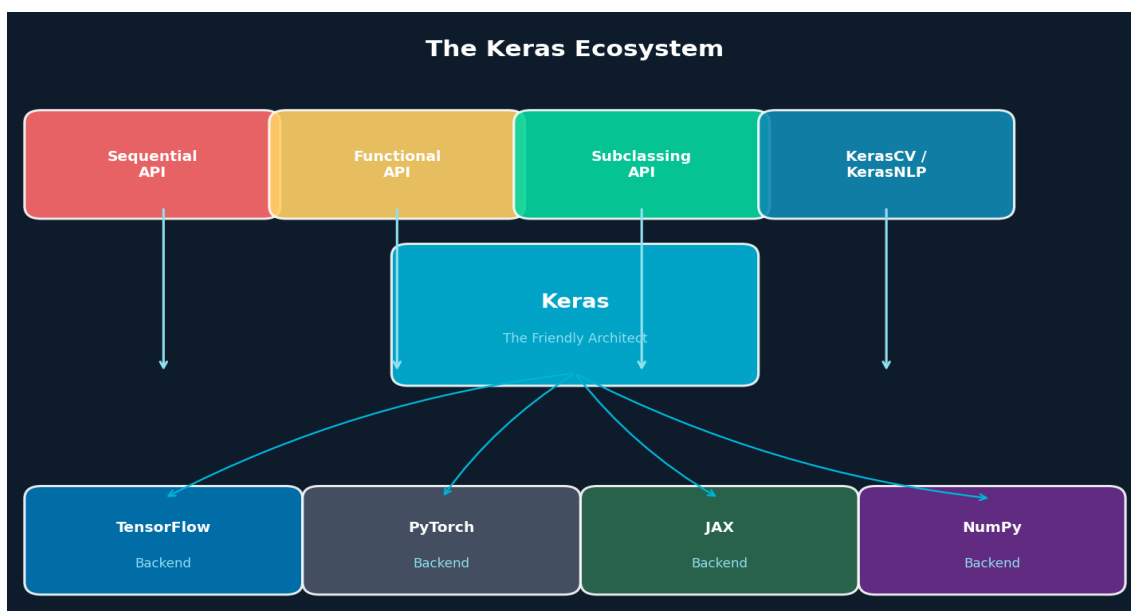 The Keras Ecosystem
Sequential
API
Functional
API
Subclassing
API
KerasCV /
KerasNLP
Keras
The Friendly Architect
TensorFlow
Backend
PyTorch
Backend
JAX
Backend
NumPy
Backend